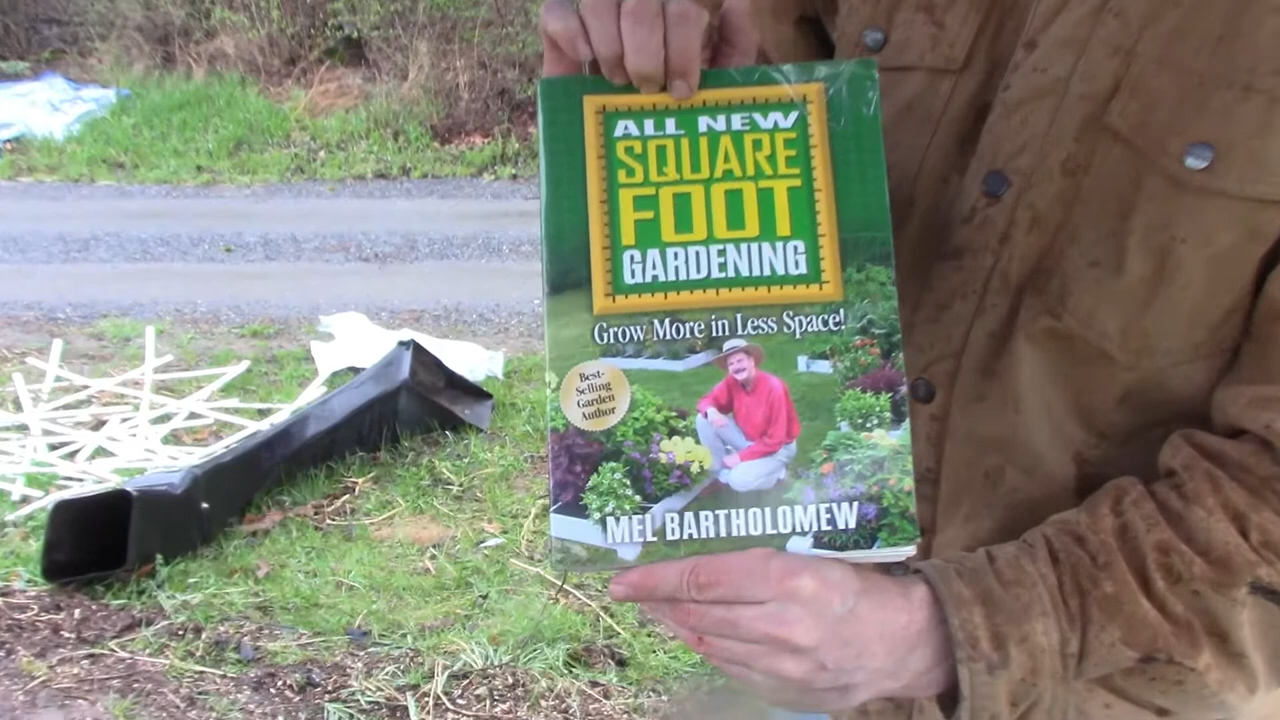 ALL NEW
SQUARE
FOOT
GARDENING
Grow More in Less Space!
Best-
Selling
Garden
Author
MEL BARTHOLOMEW